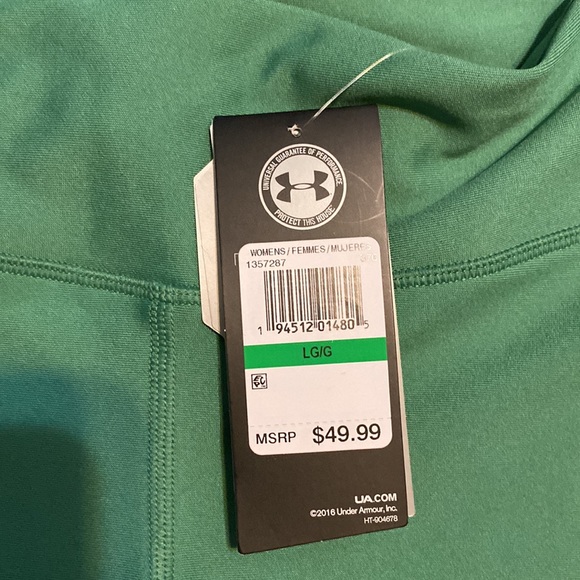 UNIVERSAL GUARANTEE OF PERFORMANCE
PROTECT THIS HOUSE
WOMENS/FEMMES/MUJERES
1357287
1 94512 01480 5
LG/G
MSRP $49.99
UA.COM
©2016 Under Armour, Inc.
HT-904678